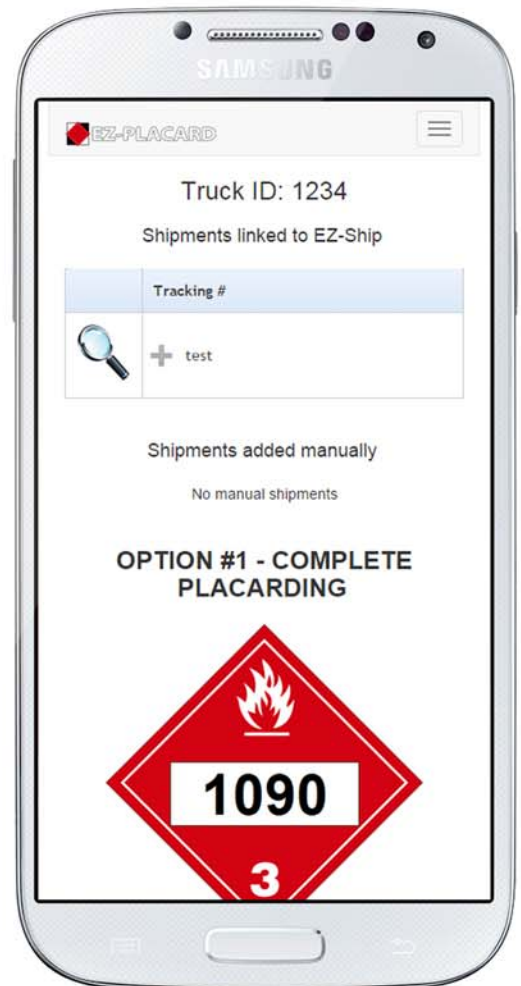 SAMSUNG
EZ-PLACARD
Truck ID: 1234
Shipments linked to EZ-Ship
Tracking #
test
Shipments added manually
No manual shipments
OPTION #1 - COMPLETE
PLACARDING
1090
3